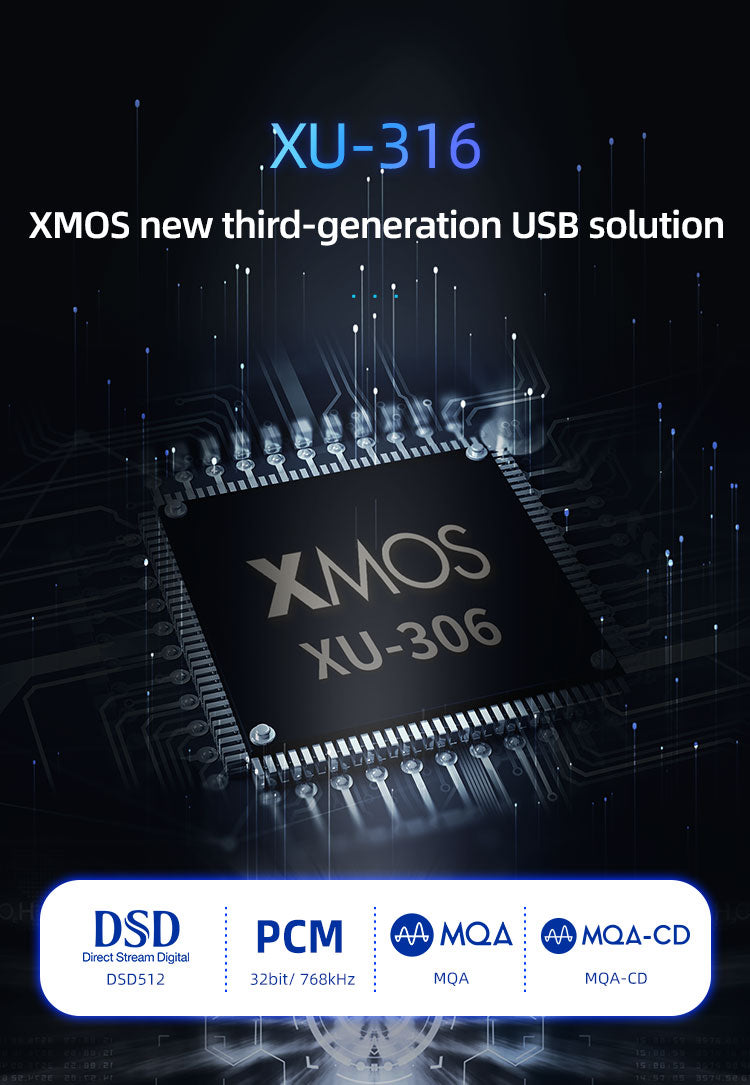 XU-316
XMOS new third-generation USB solution
XMOS
XU-306
DSD
Direct Stream Digital
DSD512
PCM
32bit/ 768kHz
MQA
MQA
MQA-CD
MQA-CD